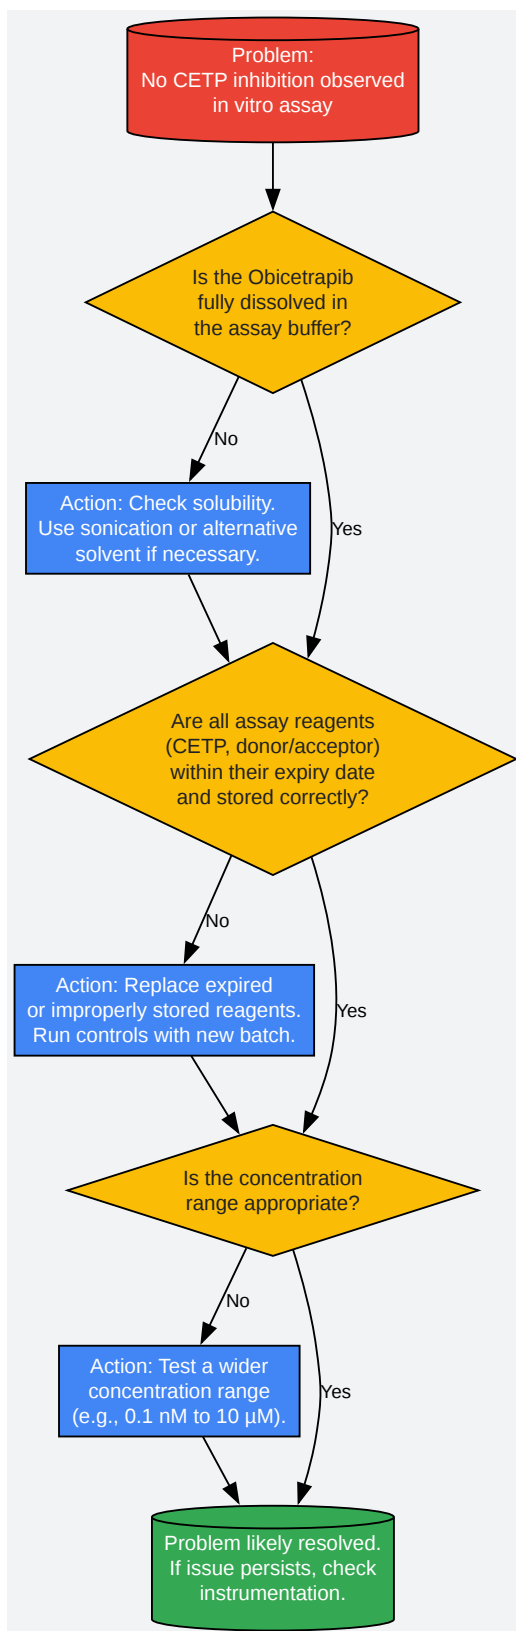 Problem:
No CETP inhibition observed
in vitro assay
Is the Obicetrapib
fully dissolved in
the assay buffer?
No
Yes
Action: Check solubility.
Use sonication or alternative
solvent if necessary.
Are all assay reagents
(CETP, donor/acceptor)
within their expiry date
and stored correctly?
No
Yes
Action: Replace expired
or improperly stored reagents.
Run controls with new batch.
Is the concentration
range appropriate?
No
Yes
Action: Test a wider
concentration range
(e.g., 0.1 nM to 10 µM).
Problem likely resolved.
If issue persists, check
instrumentation.